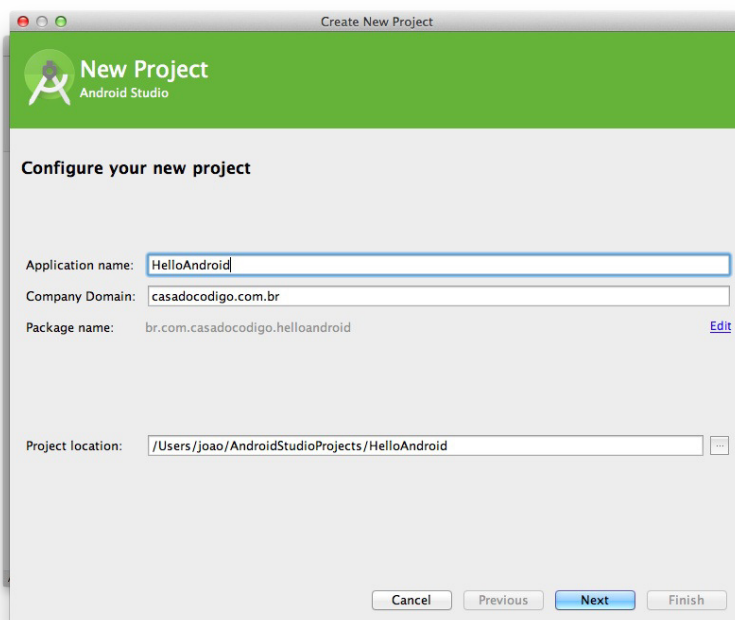 Create New Project
New Project
Android Studio
Configure your new project
Application name: HelloAndroid
Company Domain: casadocodigo.com.br
Package name: br.com.casadocodigo.helloandroid Edit
Project location: /Users/joao/AndroidStudioProjects/HelloAndroid ...
Cancel Previous Next Finish